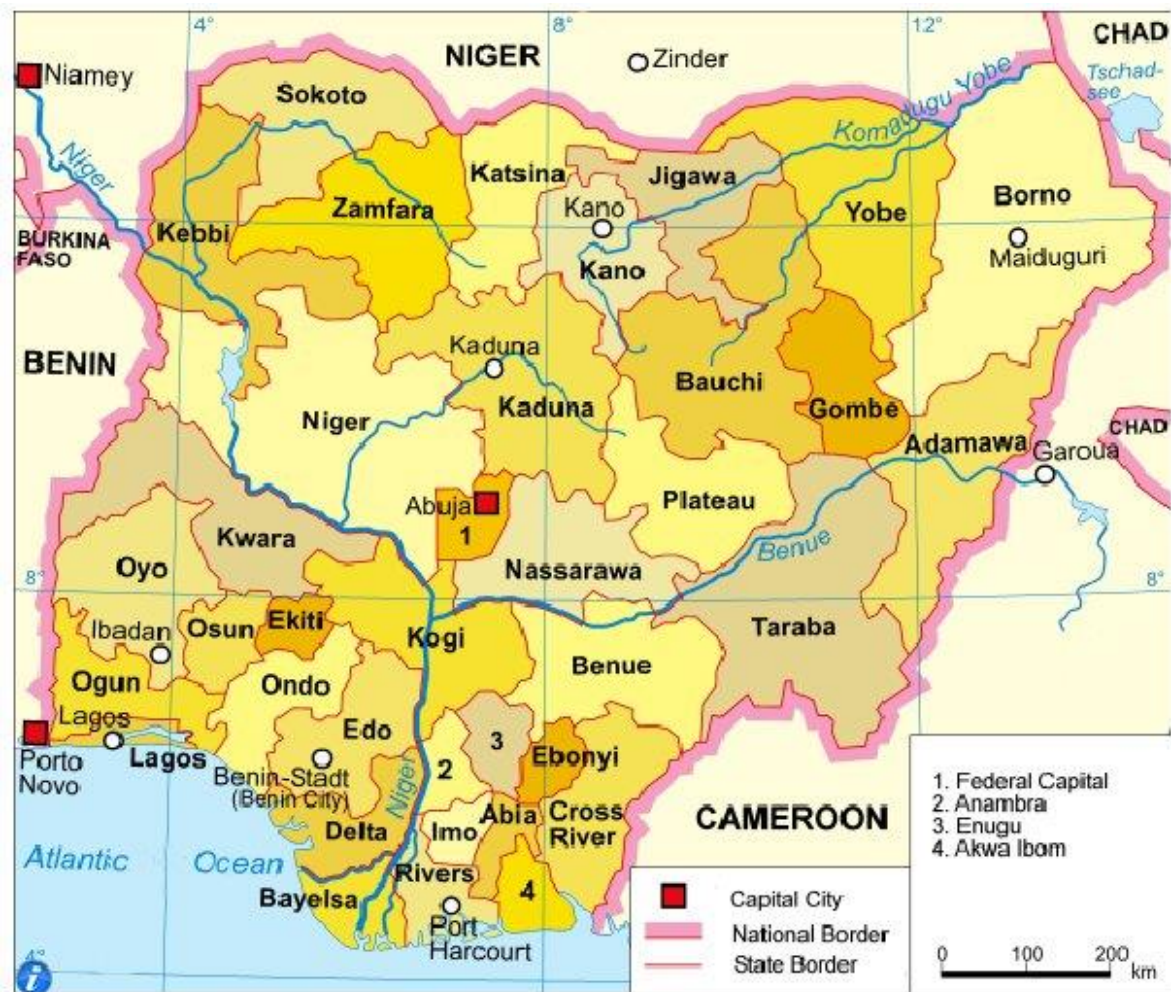 4°
8°
12°
CHAD
NIGER
Zinder
Niamey
Tschad-
see
Sokoto
Komadugu Yobe
Niger
Katsina
Jigawa
Zamfara
Kano
Yobe
Borno
Kebbi
BURKINA
FASO
Kano
Maiduguri
BENIN
Kaduna
Bauchi
Niger
Kaduna
Gombe
CHAD
Adamawa
Garoua
Abuja
Plateau
1
Kwara
Benue
Nassarawa
Oyo
8°
8°
Ibadan
Osun
Ekiti
Kogi
Taraba
Benue
Ogun
Ondo
Lagos
Edo
3
Ebonyi
Porto
Novo
Lagos
Benin-Stadt
(Benin City)
Niger
2
Abia
Cross
River
CAMEROON
Delta
Imo
Atlantic Ocean
Rivers
4
Bayelsa
Port
Harcourt
4°
4°
8°
i
1. Federal Capital
2. Anambra
3. Enugu
4. Akwa Ibom
Capital City
National Border
State Border
0 100 200
km